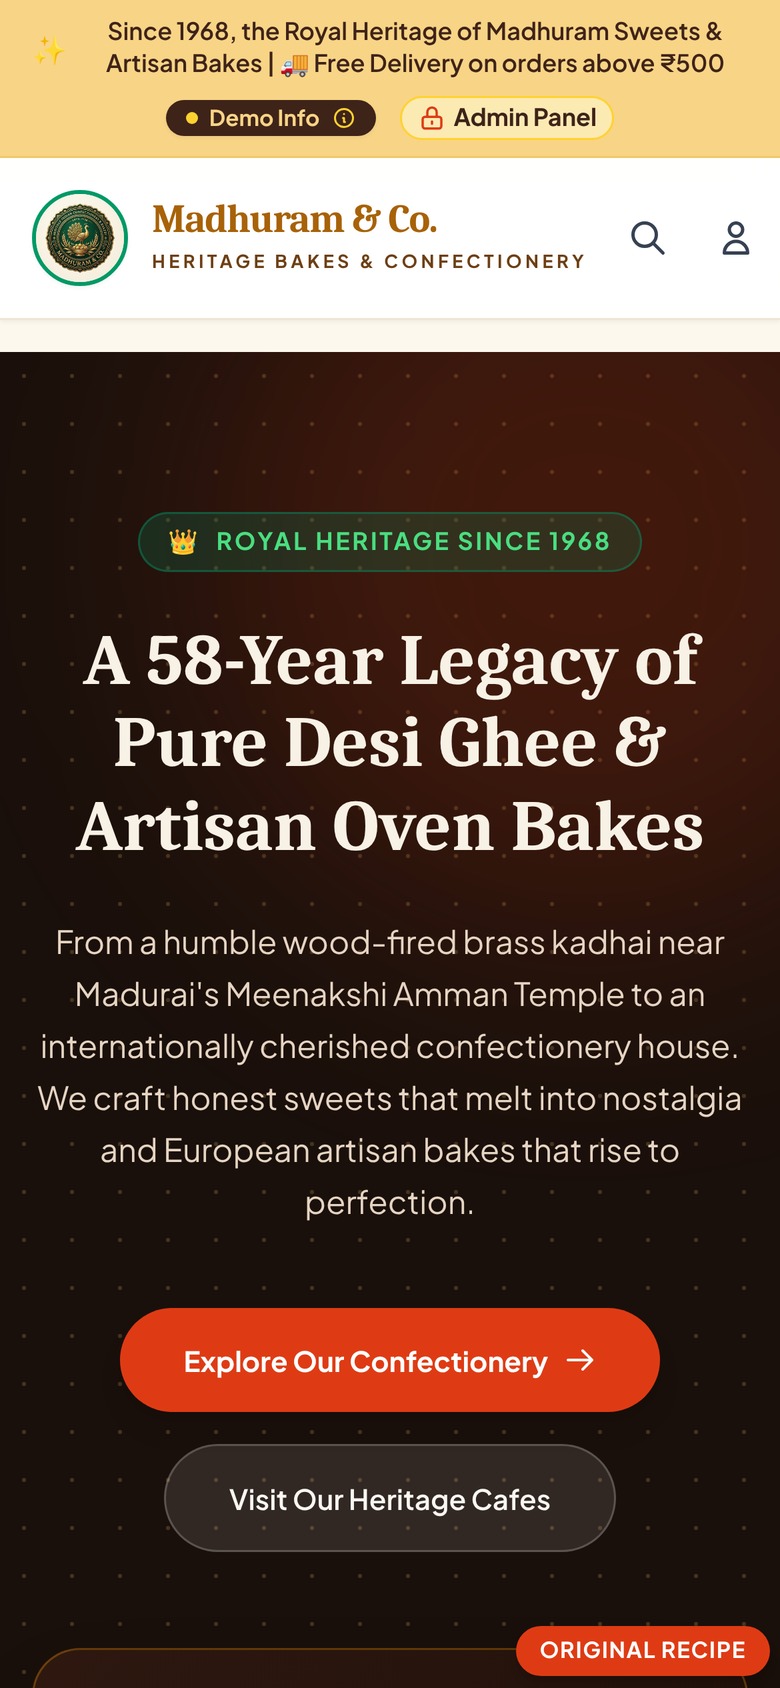 Since 1968, the Royal Heritage of Madhuram Sweets &
Artisan Bakes | 🚚 Free Delivery on orders above ₹500
Demo Info
Admin Panel
MADHURAM & CO.
Madhuram & Co.
HERITAGE BAKES & CONFECTIONERY
👑 ROYAL HERITAGE SINCE 1968
A 58-Year Legacy of
Pure Desi Ghee &
Artisan Oven Bakes
From a humble wood-fired brass kadhai near
Madurai's Meenakshi Amman Temple to an
internationally cherished confectionery house.
We craft honest sweets that melt into nostalgia
and European artisan bakes that rise to
perfection.
Explore Our Confectionery →
Visit Our Heritage Cafes
ORIGINAL RECIPE